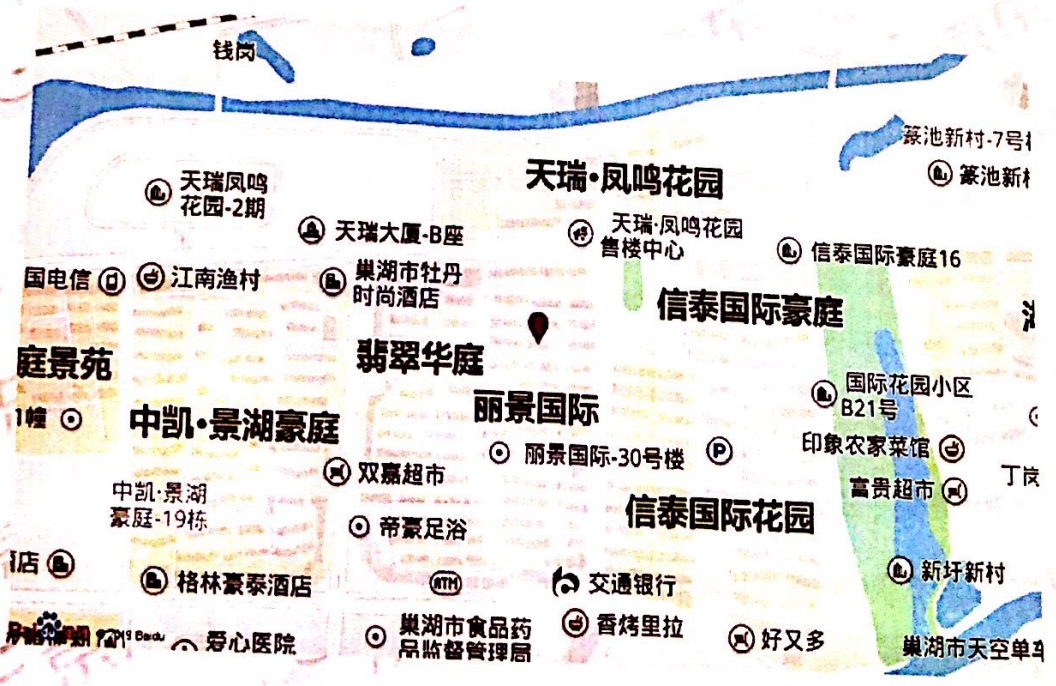 钱岗
篆池新村-7号
篆池新村
天瑞·凤鸣花园
天瑞凤鸣
花园-2期
天瑞大厦-B座
天瑞·凤鸣花园
售楼中心
信泰国际豪庭16
国电信
江南渔村
巢湖市牡丹
时尚酒店
信泰国际豪庭
庭景苑
翡翠华庭
丽景国际
国际花园小区
B21号
1幢
中凯·景湖豪庭
丽景国际-30号楼
P
印象农家菜馆
双嘉超市
富贵超市
丁岗
中凯·景湖
豪庭-19栋
信泰国际花园
帝豪足浴
店
格林豪泰酒店
ATM
交通银行
新圩新村
巢湖市食品药
品监督管理局
香烤里拉
好又多
爱心医院
巢湖市天空单车
Baidu